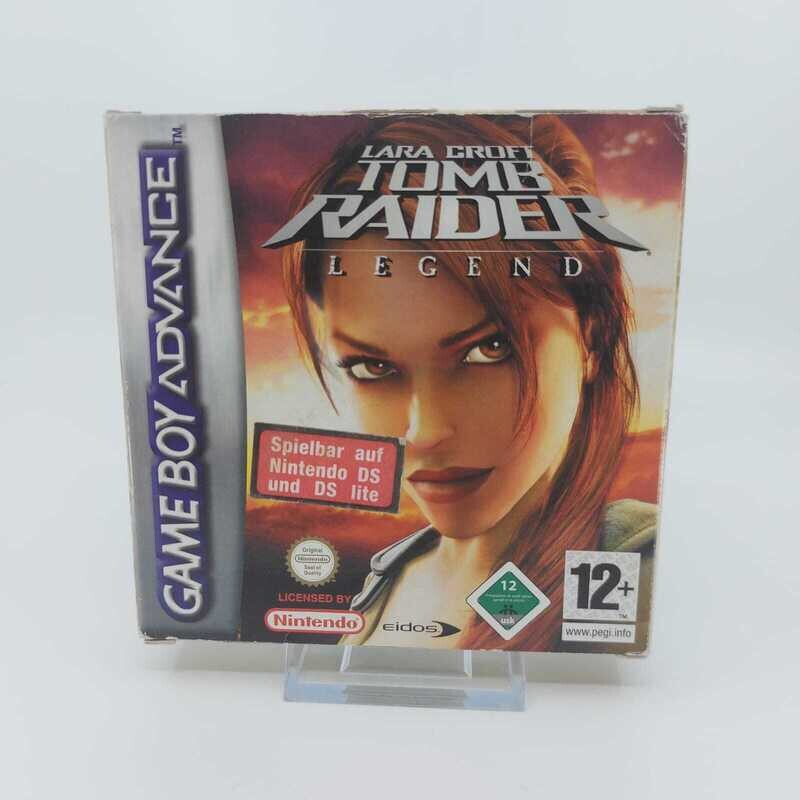 GAME BOY ADVANCE™
LARA CROFT
TOMB
RAIDER
LEGEND
Spielbar auf
Nintendo DS
und DS lite
Original
Nintendo
Seal of
Quality
LICENSED BY
Nintendo
eidos
12
usk
12+
™
www.pegi.info